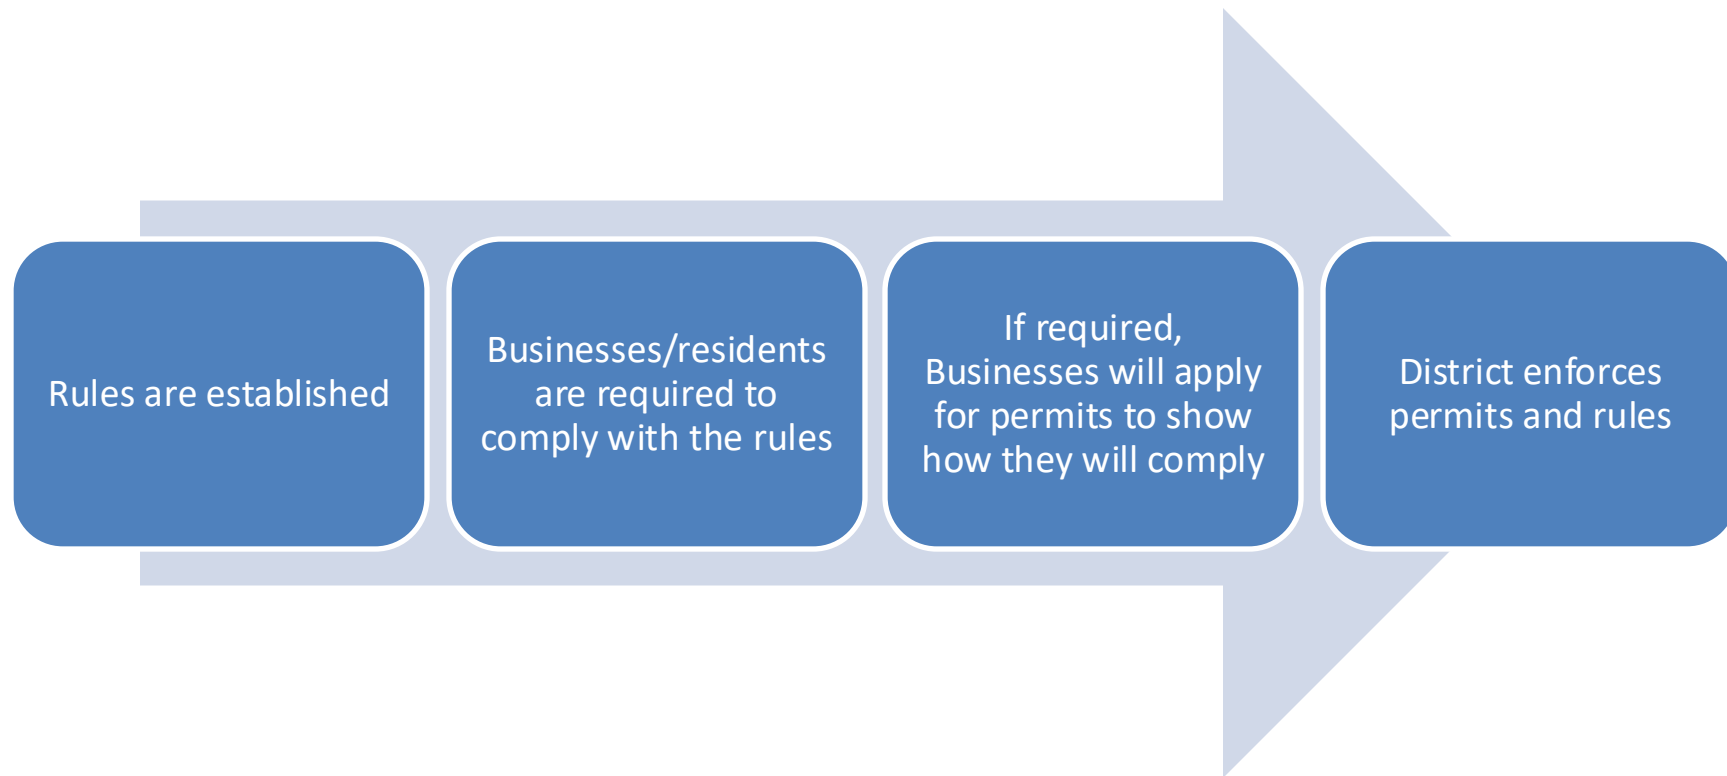 Rules are established
Businesses/residents
are required to
comply with the rules
If required,
Businesses will apply
for permits to show
how they will comply
District enforces
permits and rules